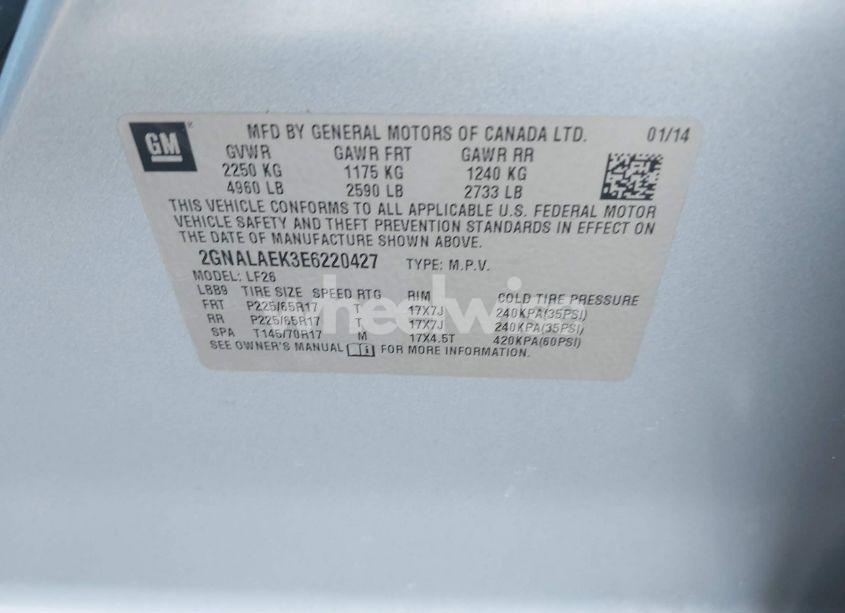 GM
MFD BY GENERAL MOTORS OF CANADA LTD. 01/14
GVWR GAWR FRT GAWR RR
2250 KG 1175 KG 1240 KG
4960 LB 2590 LB 2733 LB
THIS VEHICLE CONFORMS TO ALL APPLICABLE U.S. FEDERAL MOTOR
VEHICLE SAFETY AND THEFT PREVENTION STANDARDS IN EFFECT ON
THE DATE OF MANUFACTURE SHOWN ABOVE.
2GNALAEK3E6220427 TYPE: M.P.V.
MODEL: LF26
LBB9 TIRE SIZE SPEED RTG RIM COLD TIRE PRESSURE
FRT P225/65R17 T 17X7J 240KPA(35PSI)
RR P225/65R17 T 17X7J 240KPA(35PSI)
SPA T145/70R17 M 17X4.5T 420KPA(60PSI)
SEE OWNER'S MANUAL FOR MORE INFORMATION.